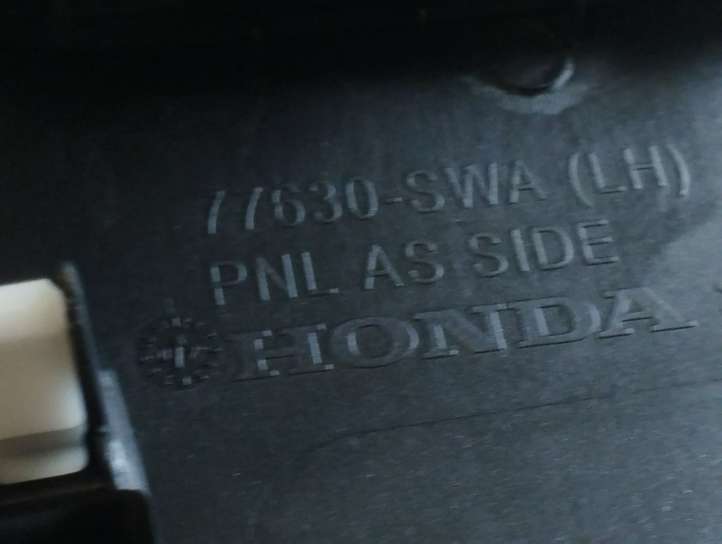 77630-SWA (LH)
PNL AS SIDE
HONDA